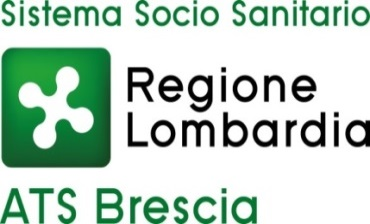 Sistema Socio Sanitario
Regione
Lombardia
ATS Brescia